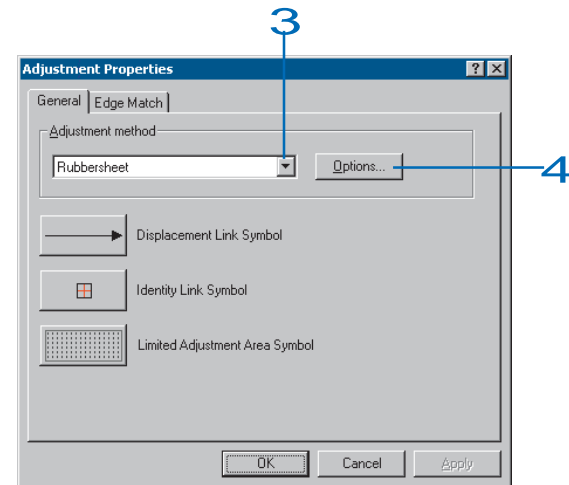 3
Adjustment Properties
General Edge Match
Adjustment method
Rubbersheet Options...
4
Displacement Link Symbol
Identity Link Symbol
Limited Adjustment Area Symbol
OK Cancel Apply